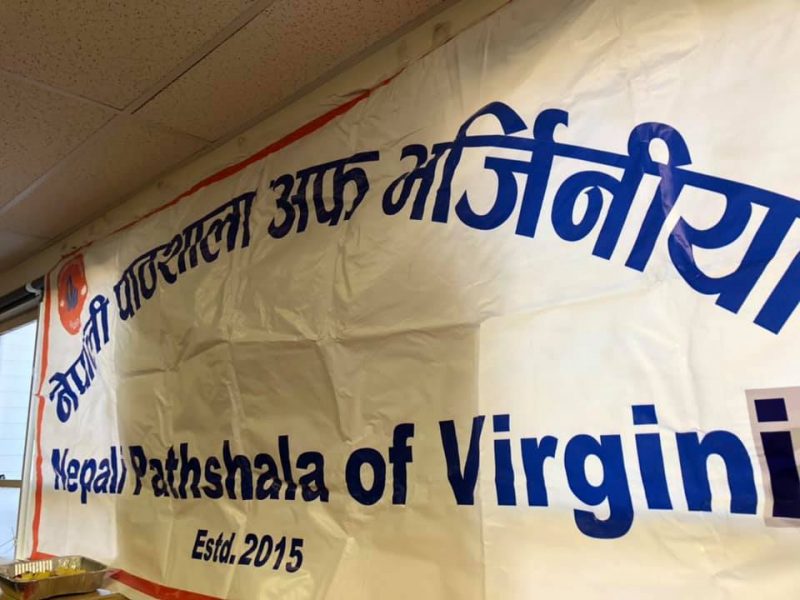 नेपाली पाठशाला अफ भर्जिनीया
Nepali Pathshala of Virgini
Estd. 2015